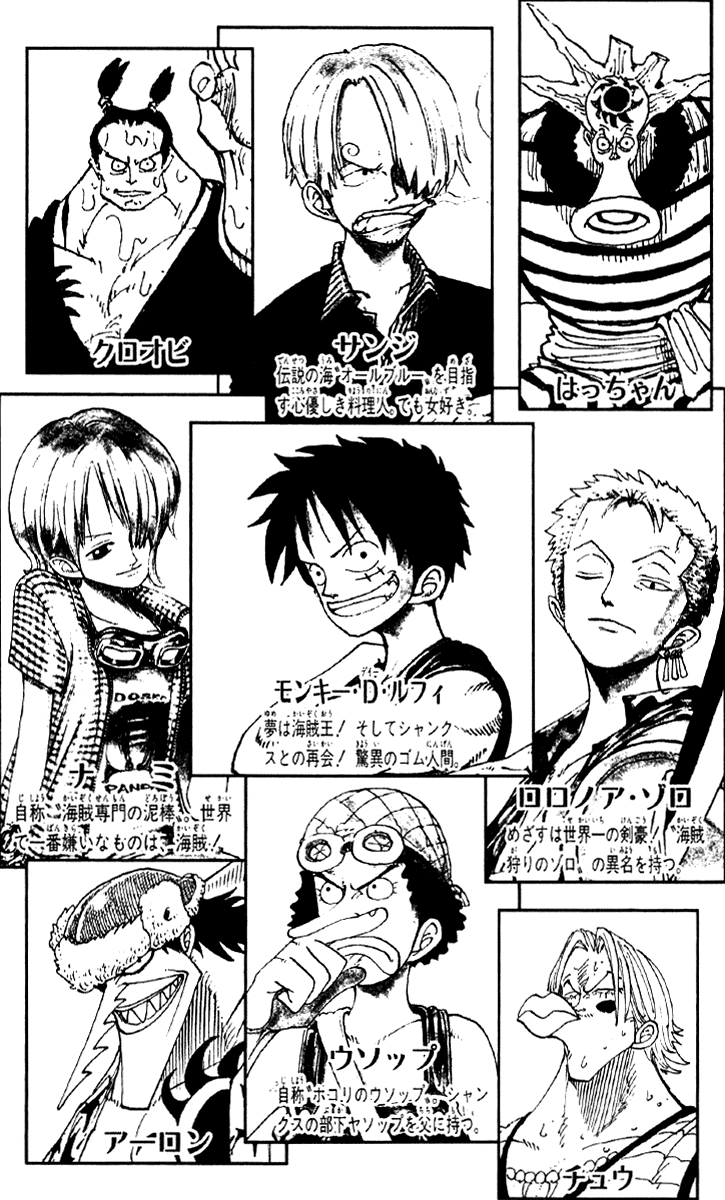 クロオビ
サンジ
伝説の海"オールブルー"を目指
す心優しき料理人。でも女好き。
はっちゃん
ナミ
DOSKOI
PANDA
自称"海賊専門の泥棒"。世界
で一番嫌いなものは、海賊！
モンキー・D・ルフィ
夢は海賊王！そしてシャンク
スとの再会！驚異のゴム人間。
ロロノア・ゾロ
めざすは世界一の剣豪！"海賊
狩りのゾロ"の異名を持つ。
アーロン
ウソップ
自称"ホコリのウソップ"。シャン
クスの部下ヤソップを父に持つ。
チュウ